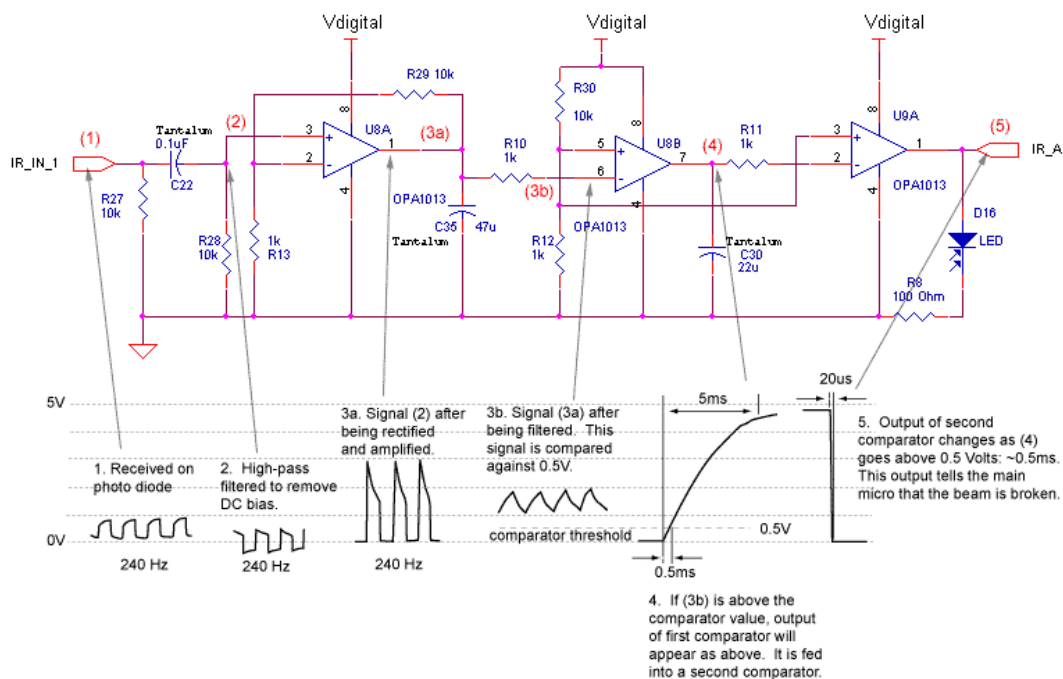 Vdigital
Vdigital
Vdigital
R29 10k
R30
10k
8
8
8
U8A
U8B
U9A
(1)
Tantalum
0.1uF
(2)
3
+
1
(3a)
R10
1k
5
+
7
(4)
R11
1k
3
+
1
(5)
IR_IN_1
C22
2
-
(3b)
6
-
2
-
IR_A
R27
10k
4
OPA1013
4
OPA1013
4
OPA1013
D16
LED
R28
10k
1k
R13
C35
47u
Tantalum
R12
1k
Tantalum
C30
22u
R8
100 Ohm
5V
0V
1. Received on
photo diode
240 Hz
2. High-pass
filtered to remove
DC bias.
240 Hz
3a. Signal (2) after
being rectified
and amplified.
240 Hz
3b. Signal (3a) after
being filtered. This
signal is compared
against 0.5V.
comparator threshold
5ms
0.5V
0.5ms
4. If (3b) is above the
comparator value, output
of first comparator will
appear as above. It is fed
into a second comparator.
20us
5. Output of second
comparator changes as (4)
goes above 0.5 Volts: ~0.5ms.
This output tells the main
micro that the beam is broken.